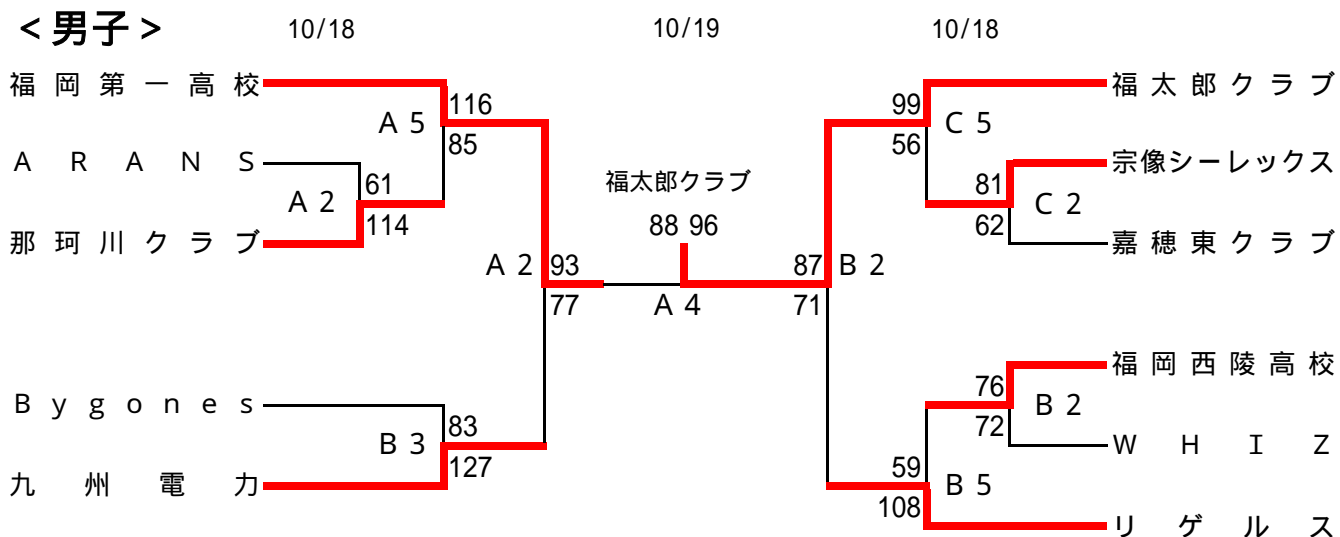 <男子>
10/18
10/19
10/18
福岡第一高校
116
99
福太郎クラブ
A5
C5
85
56
ARANS
61
福太郎クラブ
81
宗像シーレックス
A2
C2
114
88 96
62
那珂川クラブ
嘉穂東クラブ
A2
93
87
B2
77
A4
71
福岡西陵高校
76
Bygones
B2
83
72
B3
WHIZ
127
59
九州電力
B5
108
リゲルス